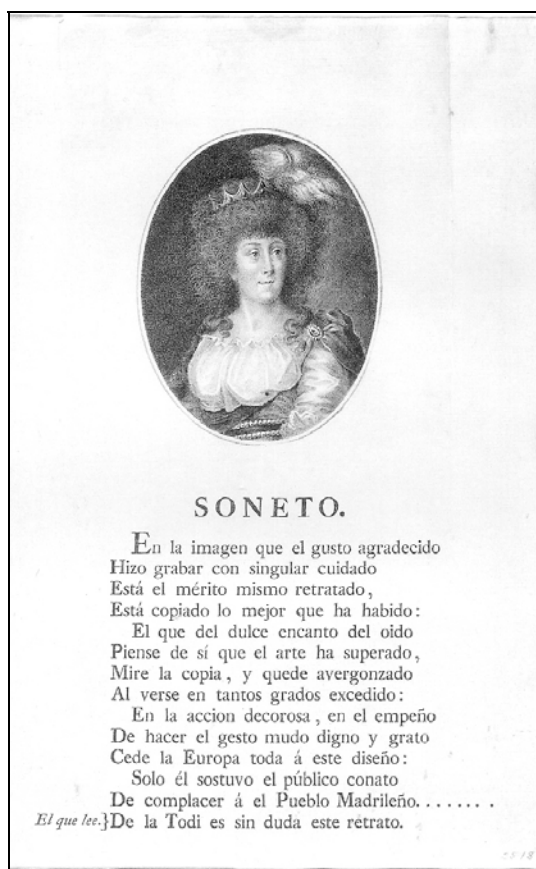 SONETO.
En la imagen que el gusto agradecido
Hizo grabar con singular cuidado
Está el mérito mismo retratado,
Está copiado lo mejor que ha habido:
El que del dulce encanto del oido
Piense de sí que el arte ha superado,
Mire la copia, y quede avergonzado
Al verse en tantos grados excedido:
En la accion decorosa, en el empeño
De hacer el gesto mudo digno y grato
Cede la Europa toda á este diseño:
Solo él sostuvo el público conato
De complacer á el Pueblo Madrileño........
El que lee.}De la Todi es sin duda este retrato.